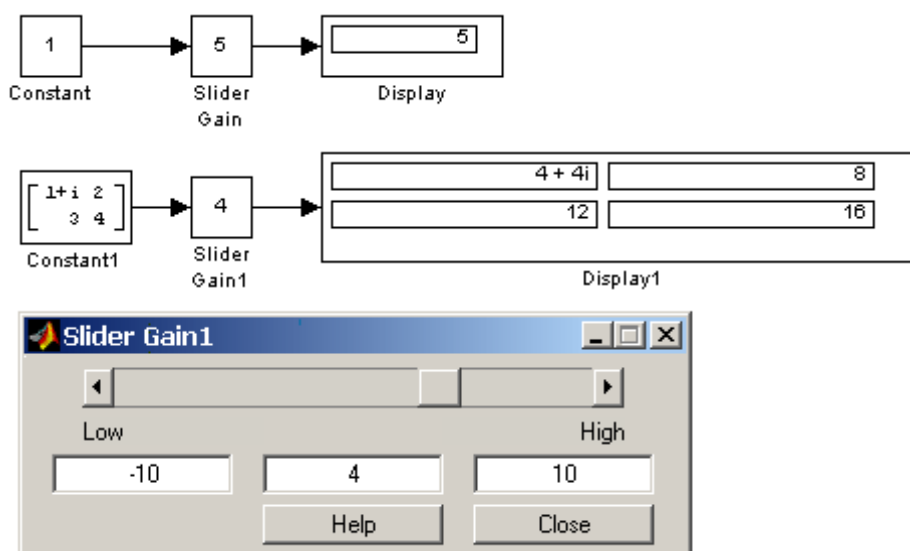 1
5
5
Constant
Slider
Gain
Display
1+i 2
3 4
4
4 + 4i
8
12
16
Constant1
Slider
Gain1
Display1
Slider Gain1
Low
High
-10
4
10
Help
Close